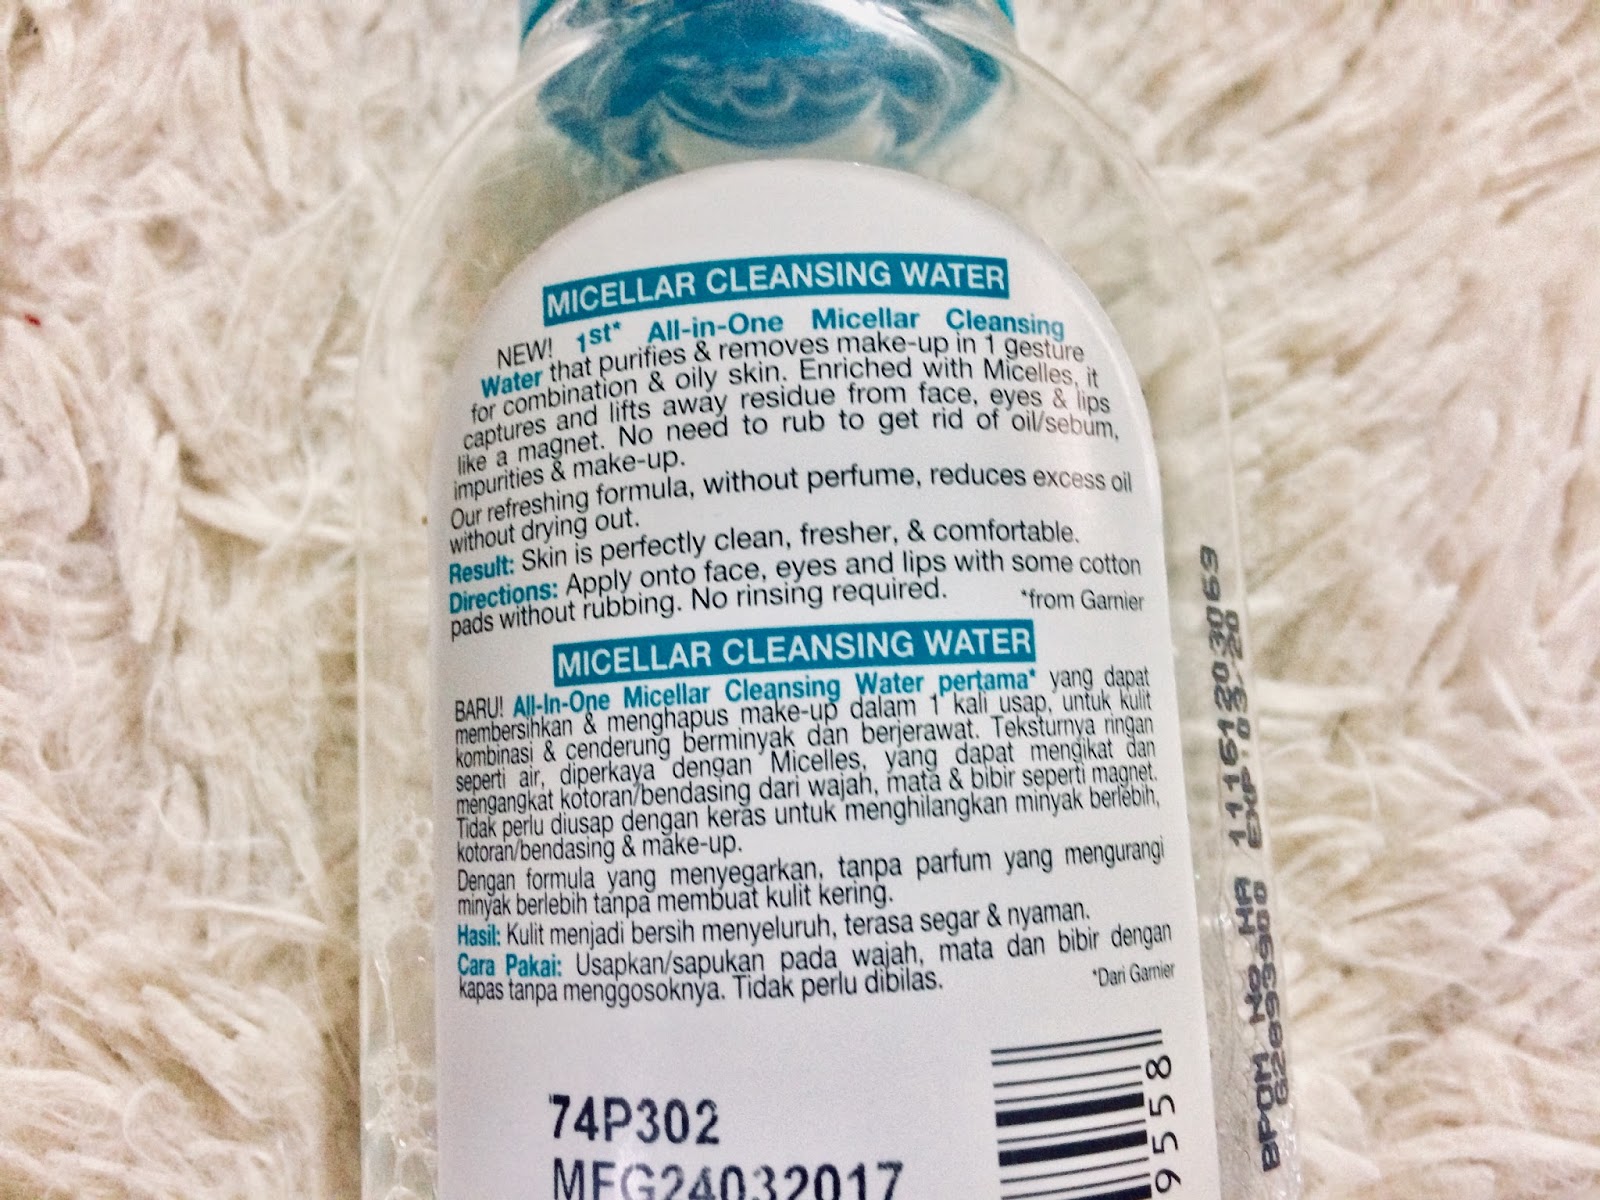 MICELLAR CLEANSING WATER
NEW! 1st* All-in-One Micellar Cleansing
Water that purifies & removes make-up in 1 gesture
for combination & oily skin. Enriched with Micelles, it
captures and lifts away residue from face, eyes & lips
like a magnet. No need to rub to get rid of oil/sebum,
impurities & make-up.
Our refreshing formula, without perfume, reduces excess oil
without drying out.
Result: Skin is perfectly clean, fresher, & comfortable.
Directions: Apply onto face, eyes and lips with some cotton
pads without rubbing. No rinsing required.
*from Garnier
MICELLAR CLEANSING WATER
BARU! All-In-One Micellar Cleansing Water pertama* yang dapat
membersihkan & menghapus make-up dalam 1 kali usap, untuk kulit
kombinasi & cenderung berminyak dan berjerawat. Teksturnya ringan
seperti air, diperkaya dengan Micelles, yang dapat mengikat dan
mengangkat kotoran/bendasing dari wajah, mata & bibir seperti magnet.
Tidak perlu diusap dengan keras untuk menghilangkan minyak berlebih,
kotoran/bendasing & make-up.
Dengan formula yang menyegarkan, tanpa parfum yang mengurangi
minyak berlebih tanpa membuat kulit kering.
Hasil: Kulit menjadi bersih menyeluruh, terasa segar & nyaman.
Cara Pakai: Usapkan/sapukan pada wajah, mata dan bibir dengan
kapas tanpa menggosoknya. Tidak perlu dibilas.
*Dari Garnier
74P302
MFG24032017
9558
BPOM No NA 11161203069
EXP 03 20